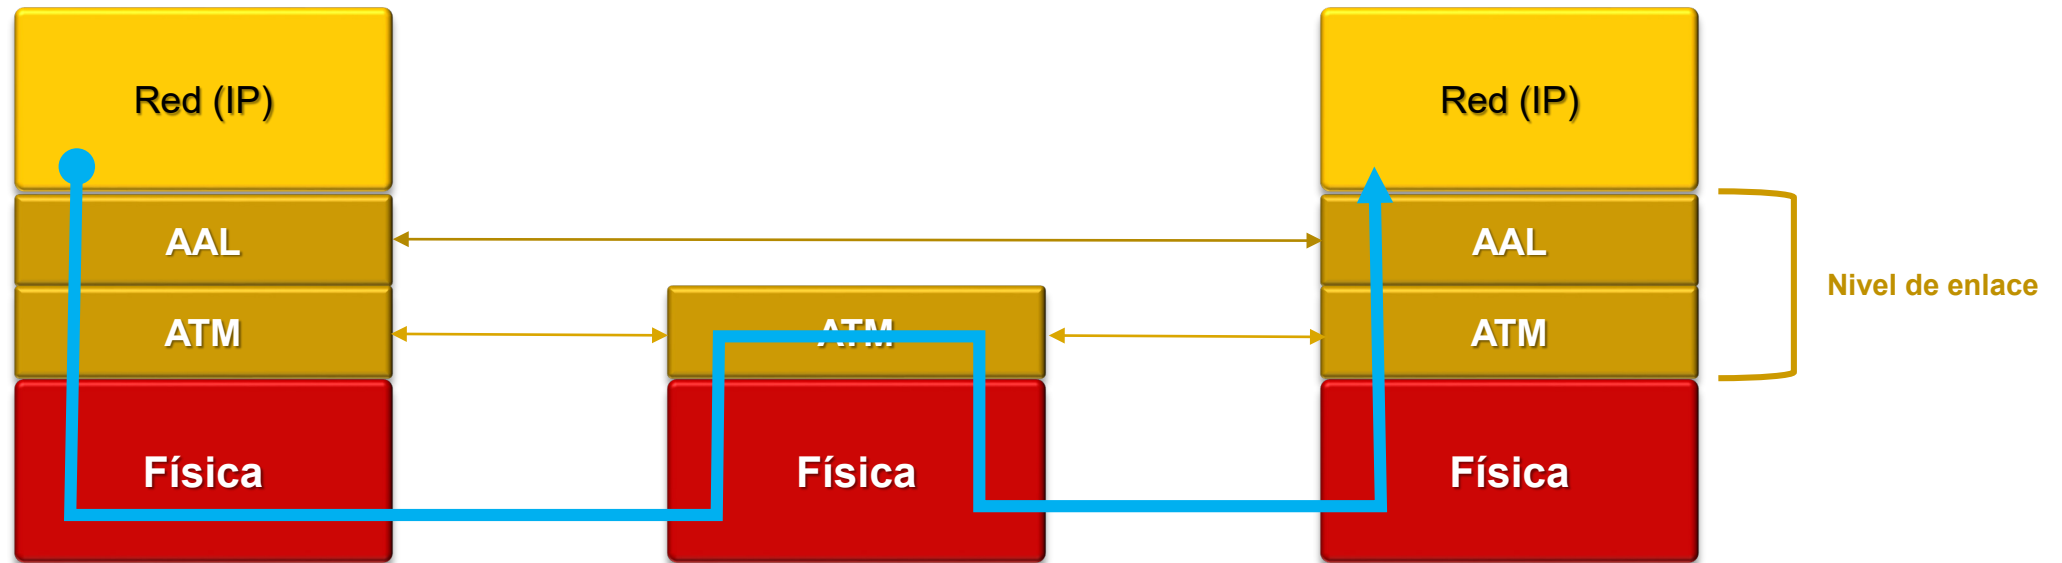 Red (IP)
Red (IP)
AAL
AAL
Nivel de enlace
ATM
ATM
ATM
Física
Física
Física